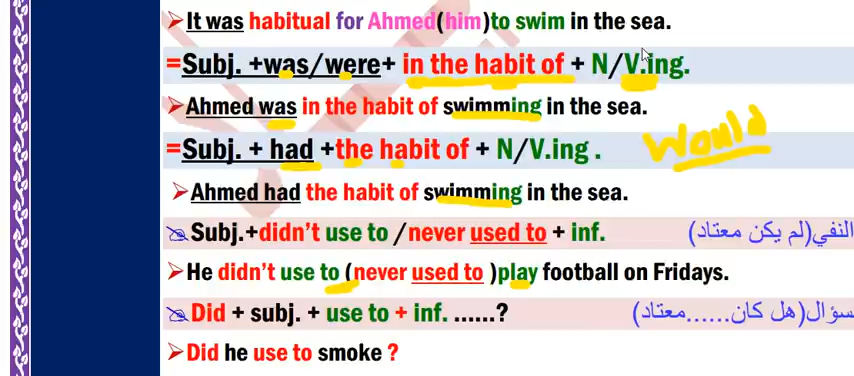 ➢It was habitual for Ahmed(him)to swim in the sea.
=Subj. +was/were+ in the habit of + N/V.ing.
➢Ahmed was in the habit of swimming in the sea.
=Subj. + had +the habit of + N/V.ing .
Would
➢Ahmed had the habit of swimming in the sea.
Subj.+didn't use to /never used to + inf. النفي(لم يكن معتاد)
➢He didn't use to (never used to )play football on Fridays.
Did + subj. + use to + inf. ......? سؤال(هل كان......معتاد)
➢Did he use to smoke ?